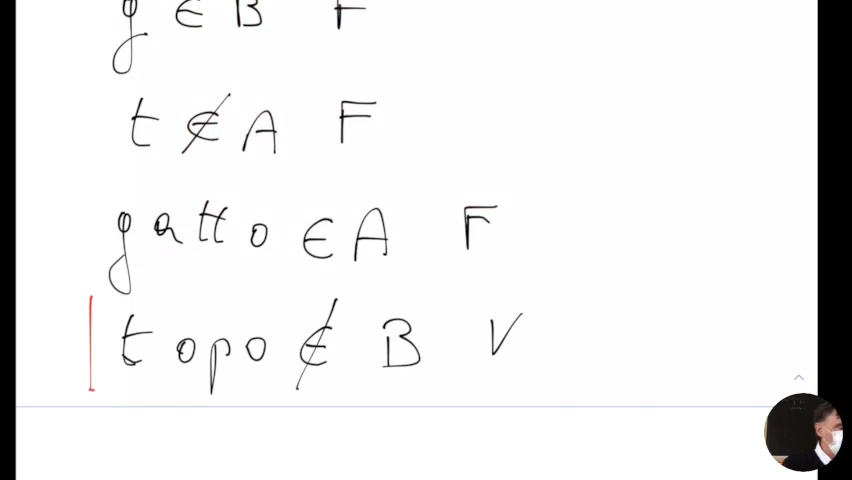 g ∈ B F
t ∉ A F
gatto ∈ A F
topo ∉ B V